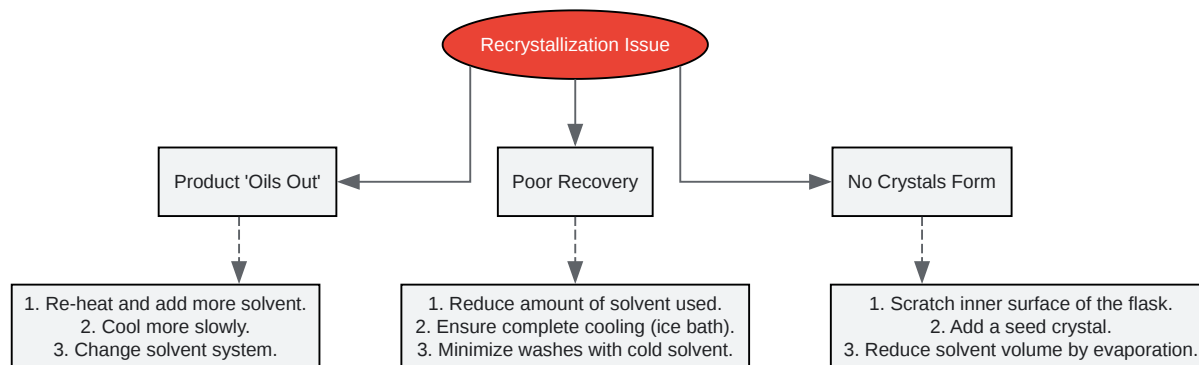 Recrystallization Issue
Product 'Oils Out'
Poor Recovery
No Crystals Form
1. Re-heat and add more solvent.
2. Cool more slowly.
3. Change solvent system.
1. Reduce amount of solvent used.
2. Ensure complete cooling (ice bath).
3. Minimize washes with cold solvent.
1. Scratch inner surface of the flask.
2. Add a seed crystal.
3. Reduce solvent volume by evaporation.